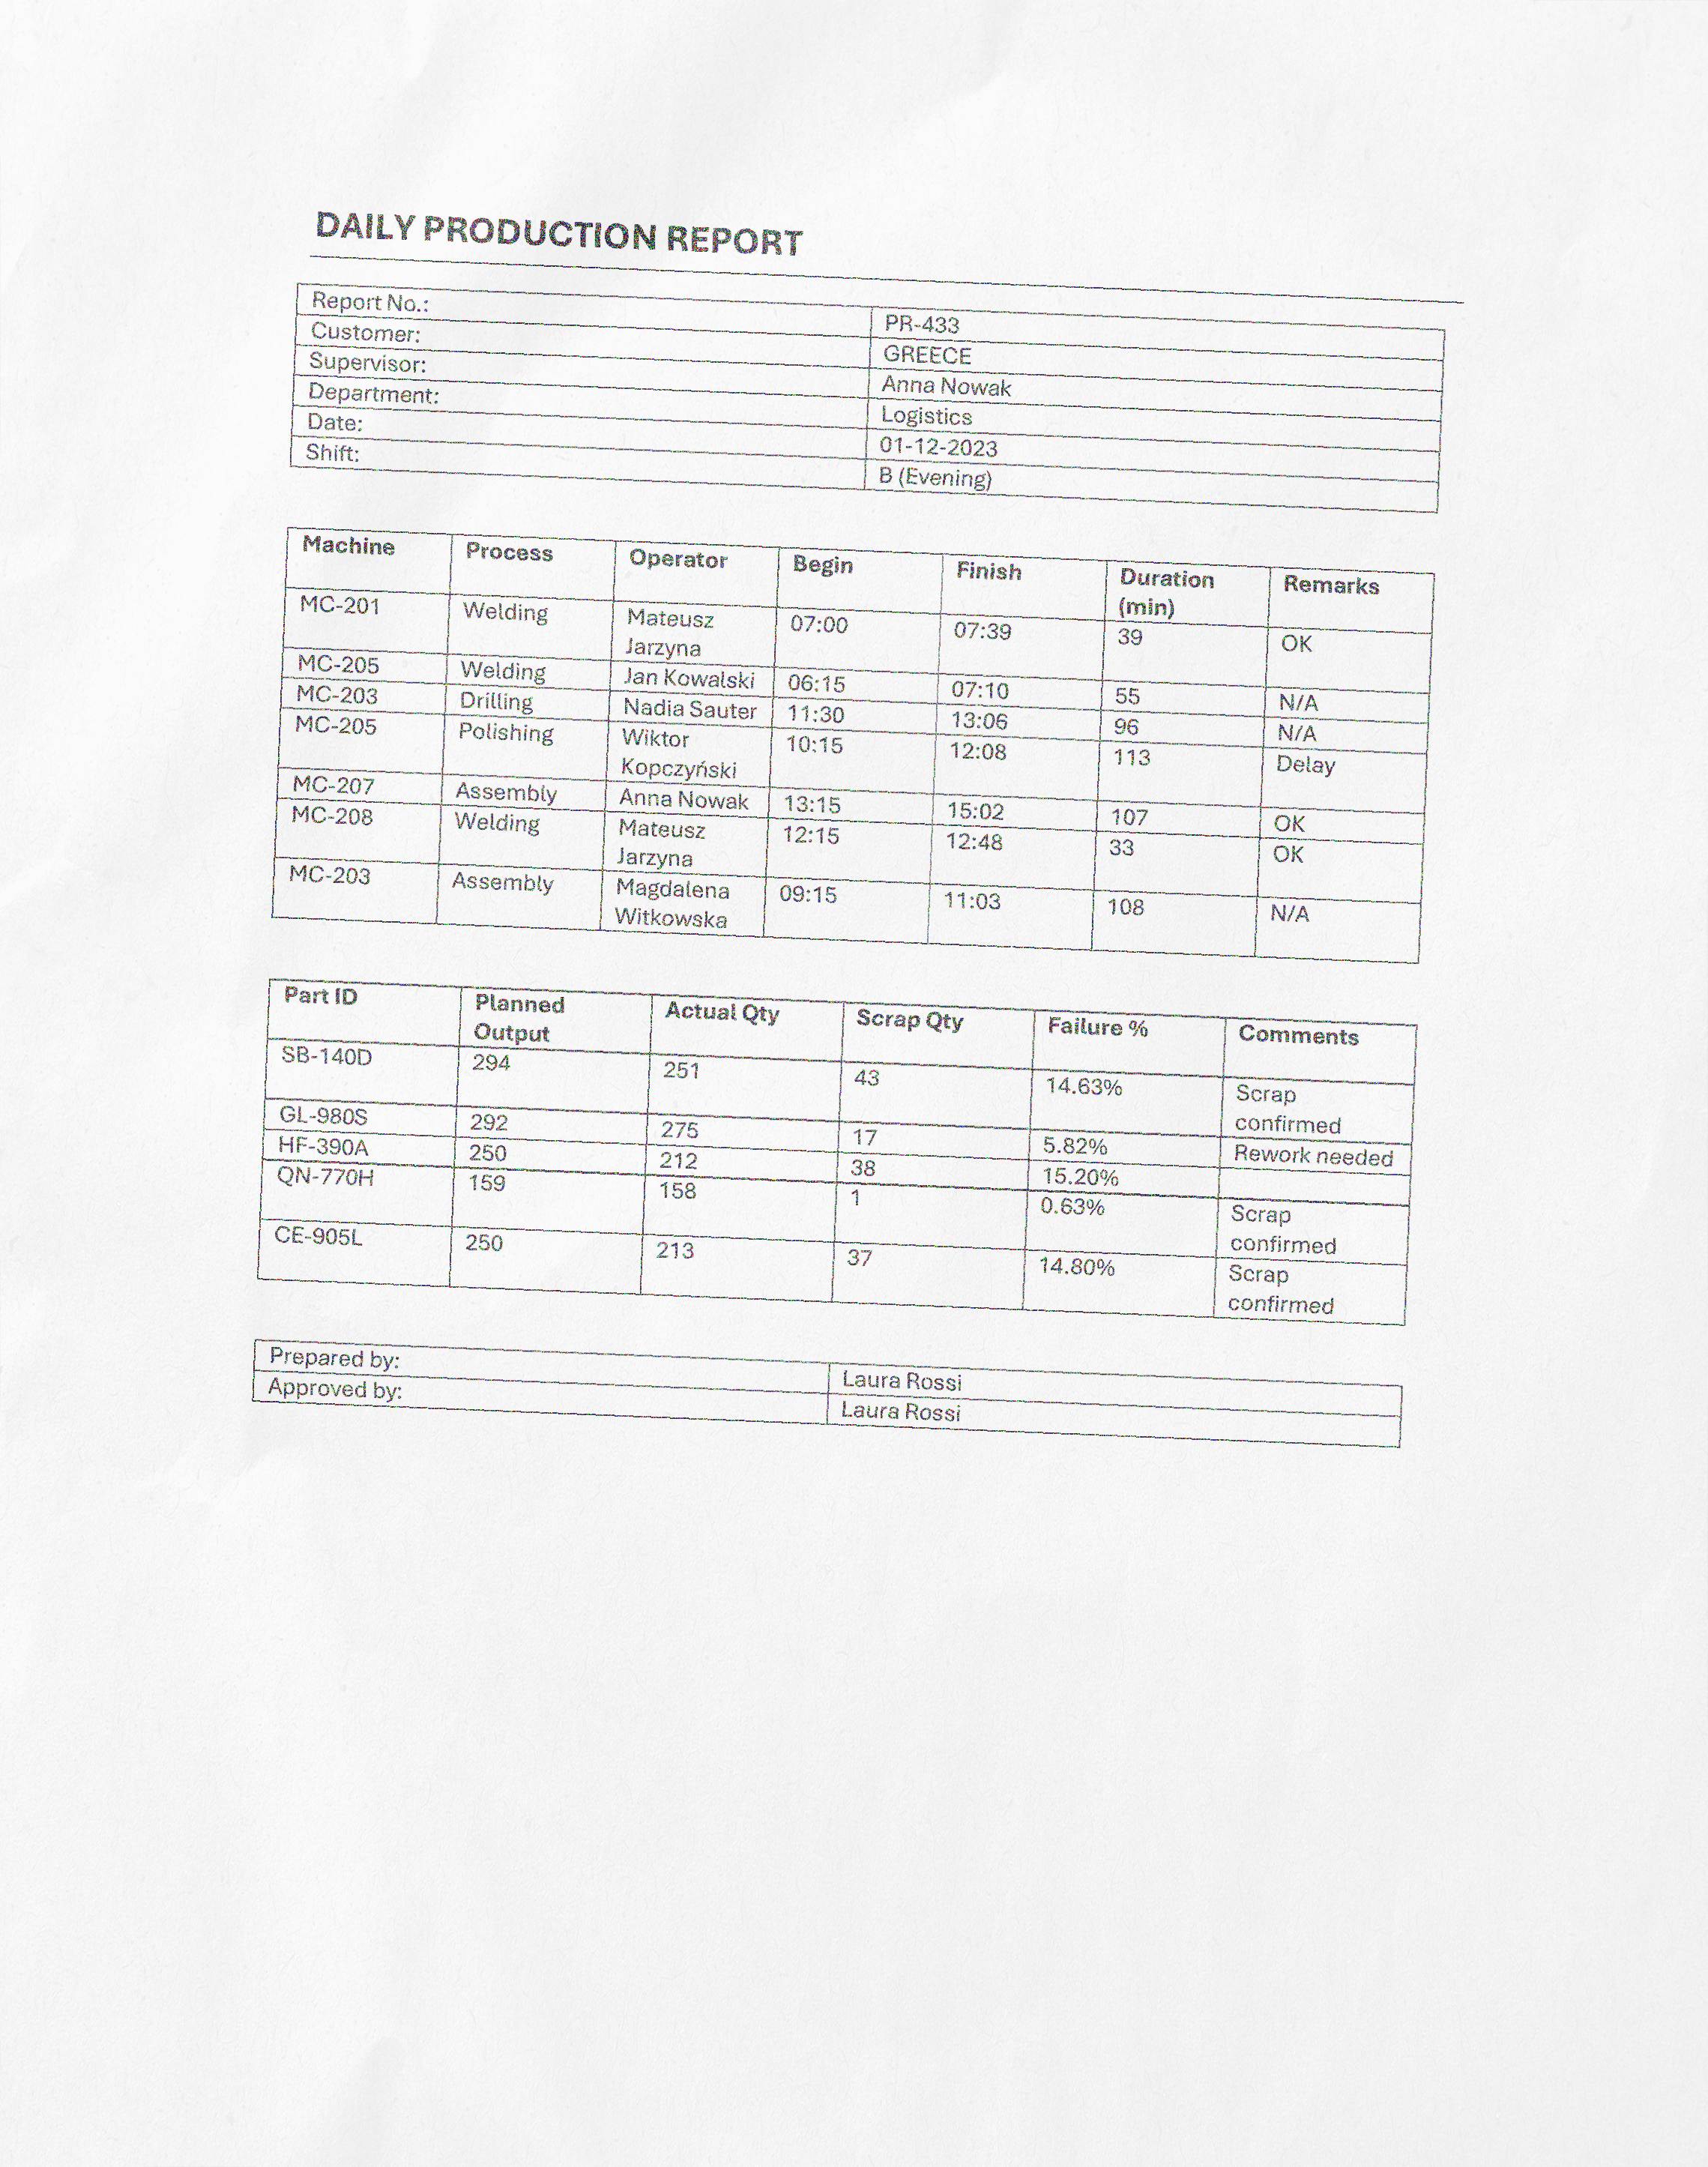 DAILY PRODUCTION REPORT
Report No.: PR-433
Customer: GREECE
Supervisor: Anna Nowak
Department: Logistics
Date: 01-12-2023
Shift: B (Evening)
Machine Process Operator Begin Finish Duration (min) Remarks
MC-201 Welding Mateusz Jarzyna 07:00 07:39 39 OK
MC-205 Welding Jan Kowalski 06:15 07:10 55 N/A
MC-203 Drilling Nadia Sauter 11:30 13:06 96 N/A
MC-205 Polishing Wiktor Kopczyński 10:15 12:08 113 Delay
MC-207 Assembly Anna Nowak 13:15 15:02 107 OK
MC-208 Welding Mateusz Jarzyna 12:15 12:48 33 OK
MC-203 Assembly Magdalena Witkowska 09:15 11:03 108 N/A
Part ID Planned Output Actual Qty Scrap Qty Failure % Comments
SB-140D 294 251 43 14.63% Scrap confirmed
GL-980S 292 275 17 5.82% Rework needed
HF-390A 250 212 38 15.20%
QN-770H 159 158 1 0.63% Scrap confirmed
CE-905L 250 213 37 14.80% Scrap confirmed
Prepared by: Laura Rossi
Approved by: Laura Rossi